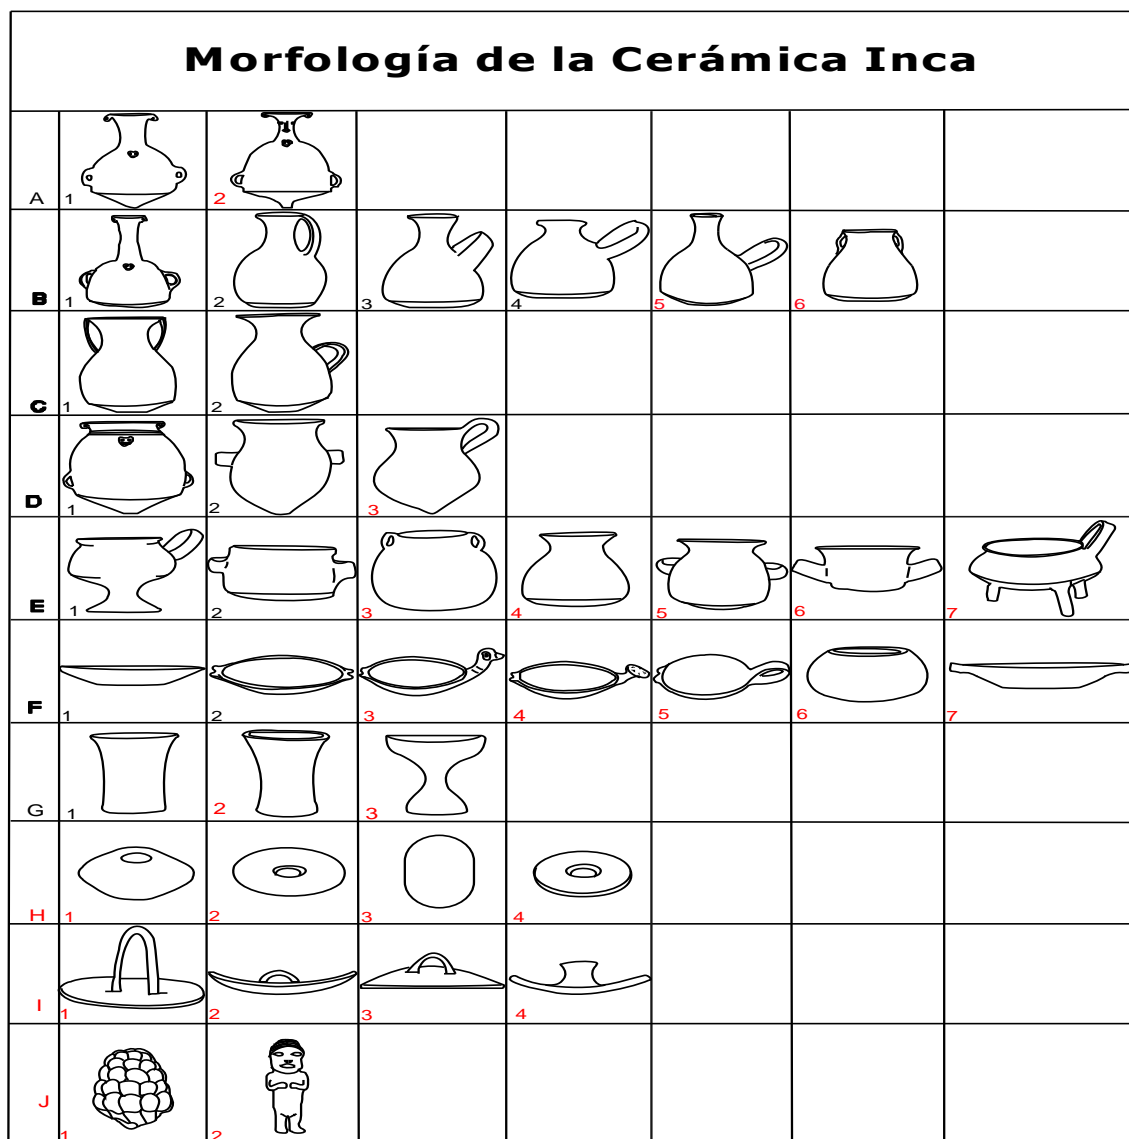 Morfología de la Cerámica Inca
A 1 2
B 1 2 3 4 5 6
C 1 2
D 1 2 3
E 1 2 3 4 5 6 7
F 1 2 3 4 5 6 7
G 1 2 3
H 1 2 3 4
I 1 2 3 4
J 1 2